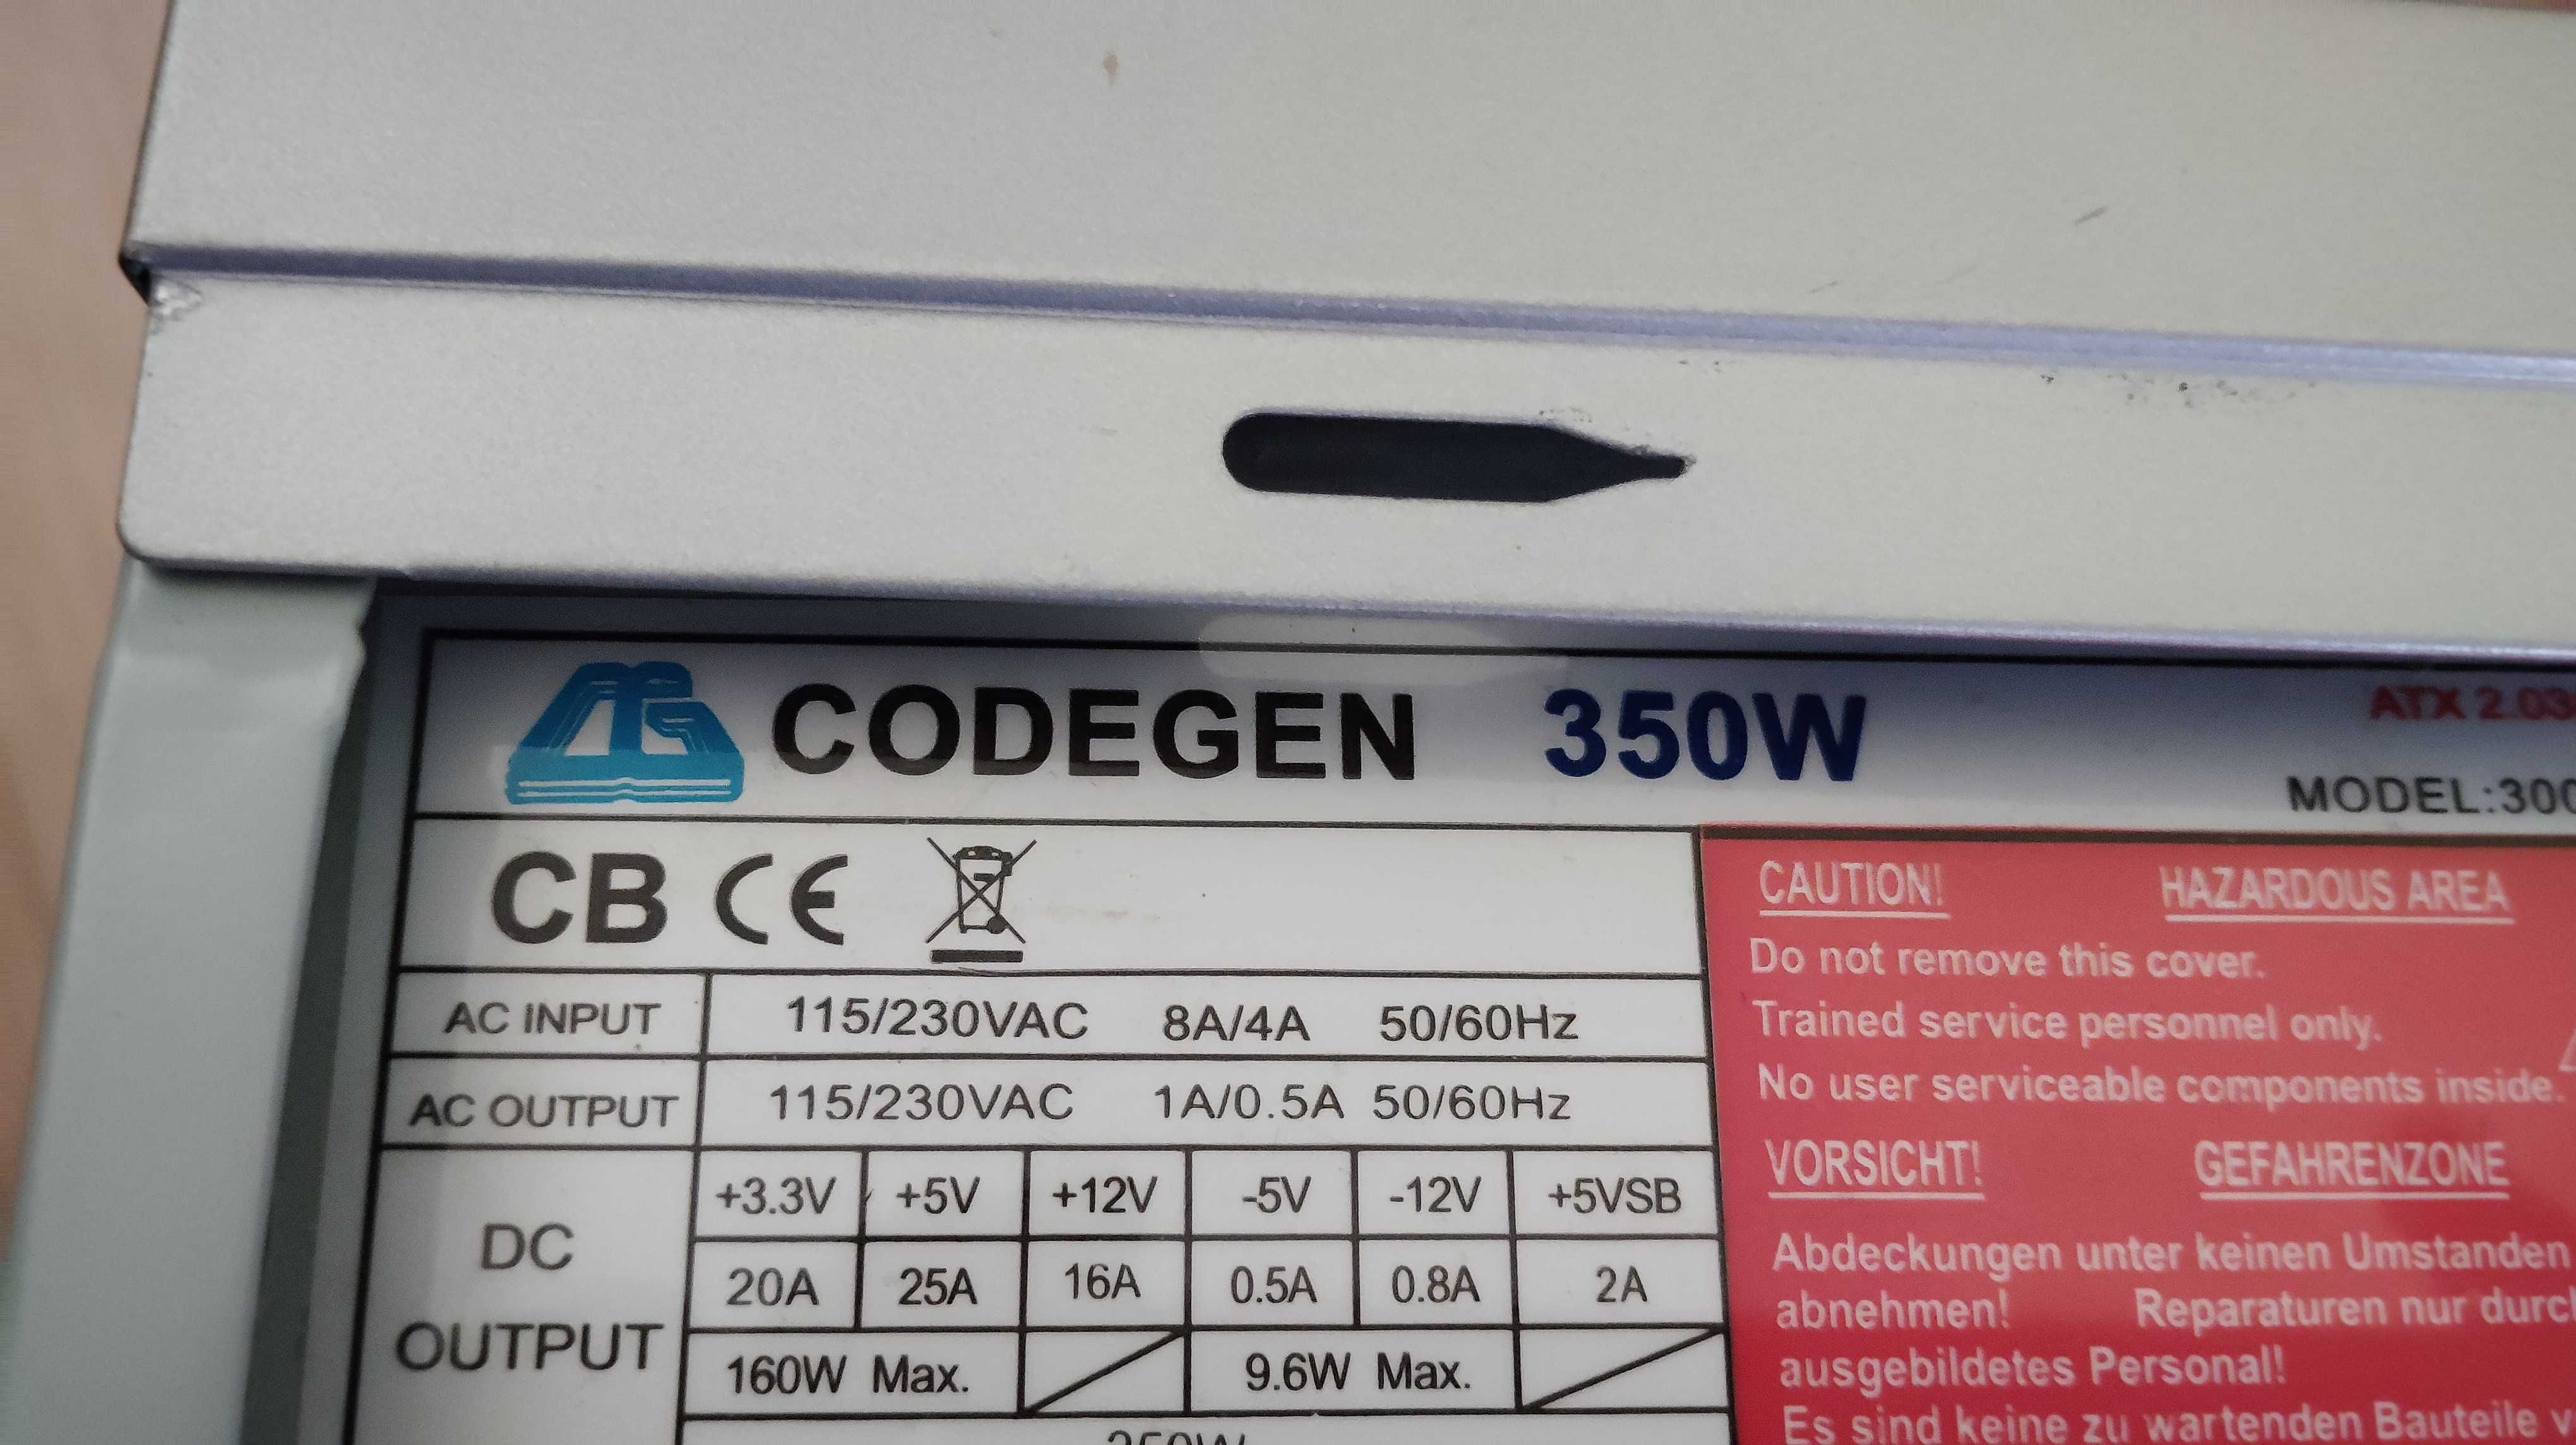 CODEGEN 350W
ATX 2.03
MODEL:300
CB CE
AC INPUT 115/230VAC 8A/4A 50/60Hz
AC OUTPUT 115/230VAC 1A/0.5A 50/60Hz
DC OUTPUT
+3.3V +5V +12V -5V -12V +5VSB
20A 25A 16A 0.5A 0.8A 2A
160W Max. 9.6W Max.
CAUTION! HAZARDOUS AREA
Do not remove this cover.
Trained service personnel only.
No user serviceable components inside.
VORSICHT! GEFAHRENZONE
Abdeckungen unter keinen Umstanden
abnehmen! Reparaturen nur durc
ausgebildetes Personal!
Es sind keine zu wartenden Bauteile